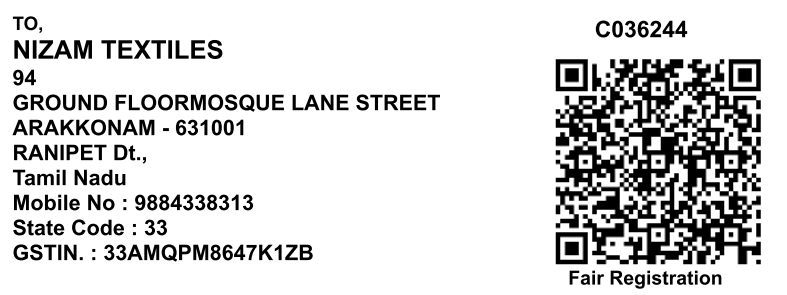 TO,
NIZAM TEXTILES
94
GROUND FLOORMOSQUE LANE STREET
ARAKKONAM - 631001
RANIPET Dt.,
Tamil Nadu
Mobile No : 9884338313
State Code : 33
GSTIN. : 33AMQPM8647K1ZB
C036244
Fair Registration